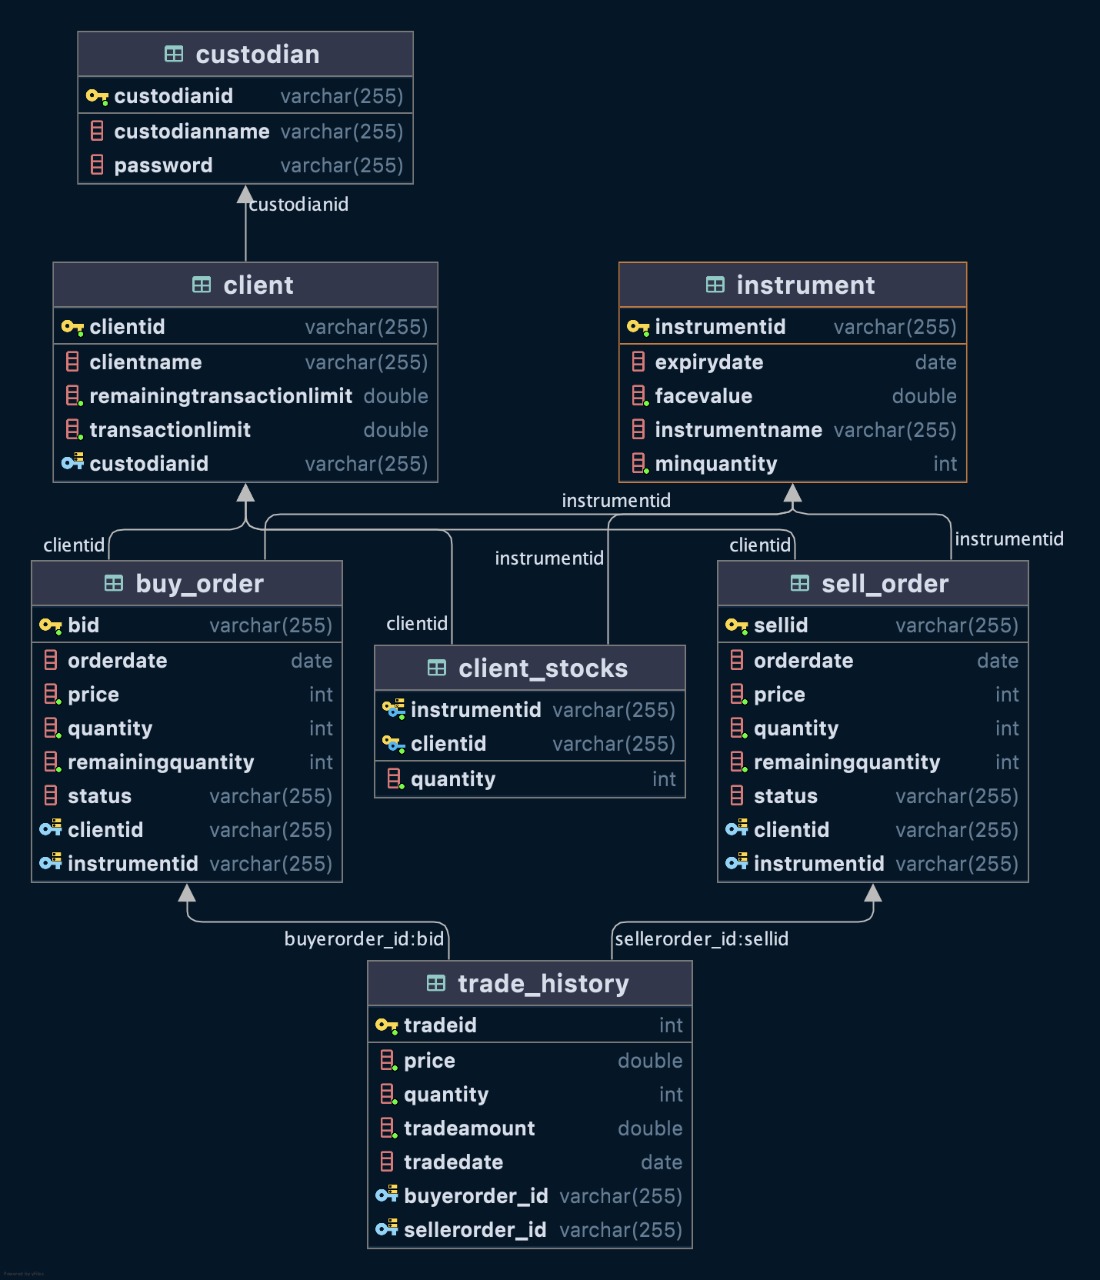 custodian
custodianid varchar(255)
custodianname varchar(255)
password varchar(255)
custodianid
client
clientid varchar(255)
clientname varchar(255)
remainingtransactionlimit double
transactionlimit double
custodianid varchar(255)
instrument
instrumentid varchar(255)
expirydate date
facevalue double
instrumentname varchar(255)
minquantity int
instrumentid
clientid
instrumentid
clientid
instrumentid
clientid
buy_order
bid varchar(255)
orderdate date
price int
quantity int
remainingquantity int
status varchar(255)
clientid varchar(255)
instrumentid varchar(255)
client_stocks
instrumentid varchar(255)
clientid varchar(255)
quantity int
sell_order
sellid varchar(255)
orderdate date
price int
quantity int
remainingquantity int
status varchar(255)
clientid varchar(255)
instrumentid varchar(255)
buyerorder_id:bid
sellerorder_id:sellid
trade_history
tradeid int
price double
quantity int
tradeamount double
tradedate date
buyerorder_id varchar(255)
sellerorder_id varchar(255)